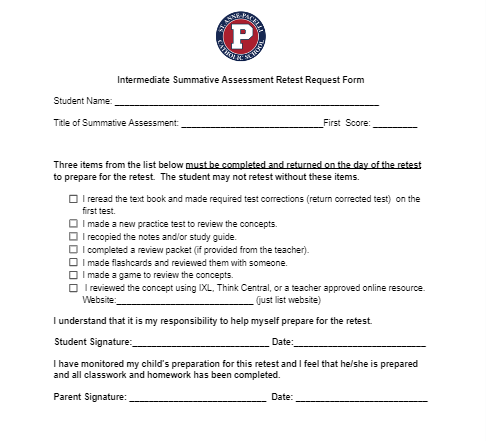 ST. ANNE-PACELLI
P
CATHOLIC SCHOOL
Intermediate Summative Assessment Retest Request Form
Student Name: ___________________________________________________
Title of Summative Assessment: ____________________________First Score: _________
Three items from the list below must be completed and returned on the day of the retest
to prepare for the retest. The student may not retest without these items.
☐ I reread the text book and made required test corrections (return corrected test) on the
first test.
☐ I made a new practice test to review the concepts.
☐ I recopied the notes and/or study guide.
☐ I completed a review packet (if provided from the teacher).
☐ I made flashcards and reviewed them with someone.
☐ I made a game to review the concepts.
☐ I reviewed the concept using IXL, Think Central, or a teacher approved online resource.
Website:___________________________ (just list website)
I understand that it is my responsibility to help myself prepare for the retest.
Student Signature:___________________________ Date:__________________________
I have monitored my child's preparation for this retest and I feel that he/she is prepared
and all classwork and homework has been completed.
Parent Signature: ___________________________ Date: __________________________